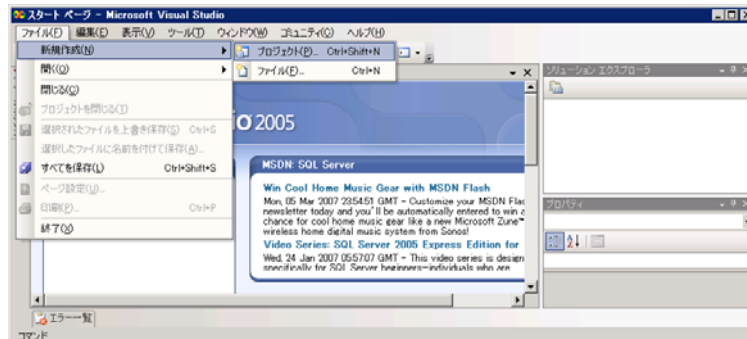 スタート ページ - Microsoft Visual Studio
ファイル(F) 編集(E) 表示(V) ツール(T) ウィンドウ(W) コミュニティ(C) ヘルプ(H)
新規作成(N)
プロジェクト(P)... Ctrl+Shift+N
ファイル(F)... Ctrl+N
開く(O)
閉じる(C)
プロジェクトを閉じる(T)
選択されたファイルを上書き保存(S) Ctrl+S
選択したファイルに名前を付けて保存(A)...
すべてを保存(L) Ctrl+Shift+S
ページ設定(U)...
印刷(P)... Ctrl+P
終了(X)
o 2005
MSDN: SQL Server
Win Cool Home Music Gear with MSDN Flash
Mon, 05 Mar 2007 23:54:51 GMT - Customize your MSDN Flas
newsletter today and you'll be automatically entered to win a
chance for cool home music gear like a new Microsoft Zune™
wireless home digital music system from Sonos!
Video Series: SQL Server 2005 Express Edition for
Wed, 24 Jan 2007 05:57:07 GMT - This video series is design
specifically for SQL Server beginners—individuals who are
ソリューション エクスプローラ
プロパティ
エラー一覧
コマンド